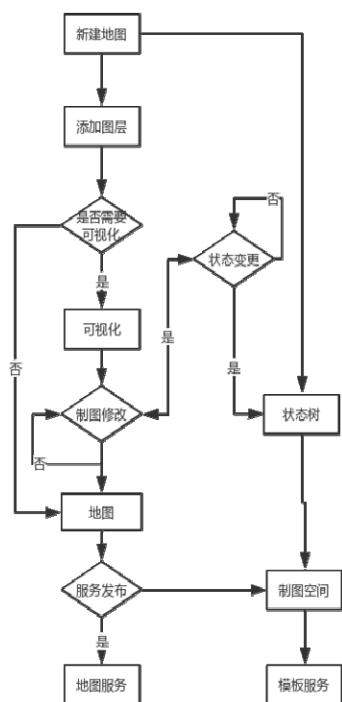 新建地图
添加图层
是否需要
可视化
否
状态变更
是
可视化
是
否
是
制图修改
状态树
否
地图
服务发布
制图空间
是
地图服务
模板服务